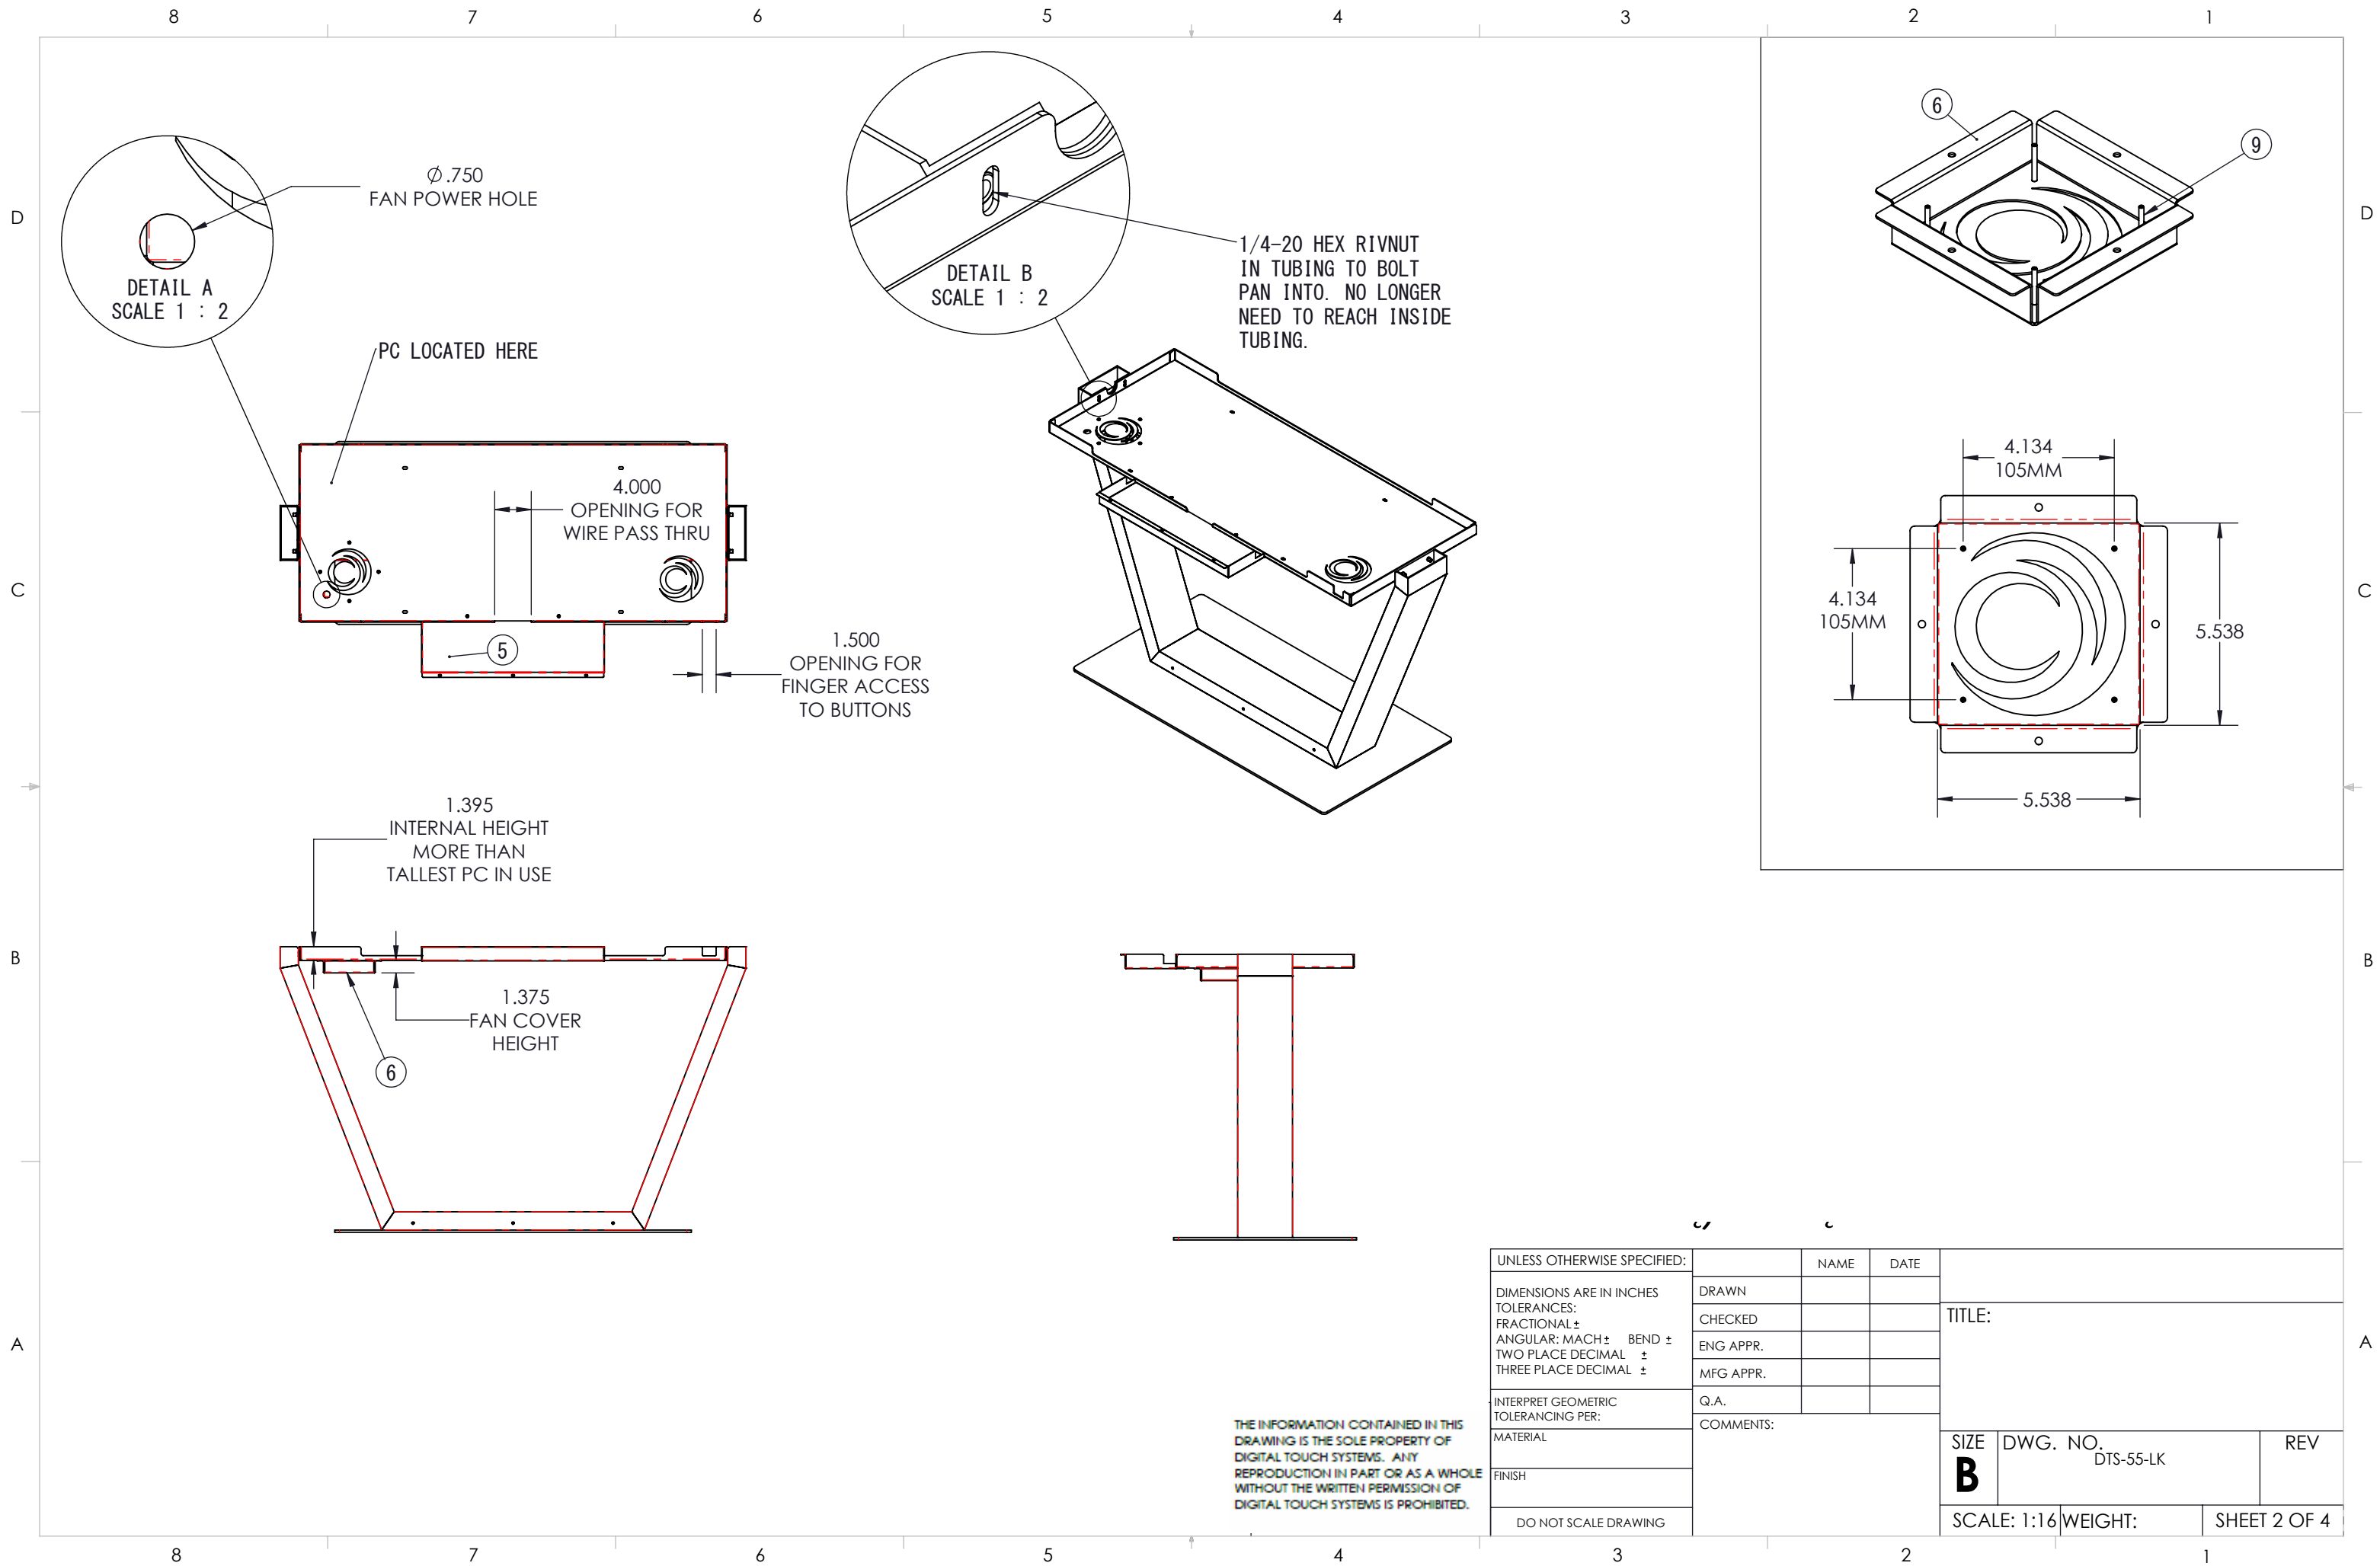 8 7 6 5 4 3 2 1
D
C
B
A
Ø.750
FAN POWER HOLE
DETAIL A
SCALE 1 : 2
PC LOCATED HERE
4.000
OPENING FOR
WIRE PASS THRU
5
1.500
OPENING FOR
FINGER ACCESS
TO BUTTONS
DETAIL B
SCALE 1 : 2
1/4-20 HEX RIVNUT
IN TUBING TO BOLT
PAN INTO. NO LONGER
NEED TO REACH INSIDE
TUBING.
6
9
4.134
105MM
4.134
105MM
5.538
5.538
1.395
INTERNAL HEIGHT
MORE THAN
TALLEST PC IN USE
1.375
FAN COVER
HEIGHT
6
D
C
B
A
THE INFORMATION CONTAINED IN THIS
DRAWING IS THE SOLE PROPERTY OF
DIGITAL TOUCH SYSTEMS. ANY
REPRODUCTION IN PART OR AS A WHOLE
WITHOUT THE WRITTEN PERMISSION OF
DIGITAL TOUCH SYSTEMS IS PROHIBITED.
UNLESS OTHERWISE SPECIFIED:
DIMENSIONS ARE IN INCHES
TOLERANCES:
FRACTIONAL ±
ANGULAR: MACH ± BEND ±
TWO PLACE DECIMAL ±
THREE PLACE DECIMAL ±
INTERPRET GEOMETRIC
TOLERANCING PER:
MATERIAL
FINISH
DO NOT SCALE DRAWING
NAME DATE
DRAWN
CHECKED
ENG APPR.
MFG APPR.
Q.A.
COMMENTS:
TITLE:
SIZE
B
DWG. NO.
DTS-55-LK
REV
SCALE: 1:16 WEIGHT: SHEET 2 OF 4
8 7 6 5 4 3 2 1